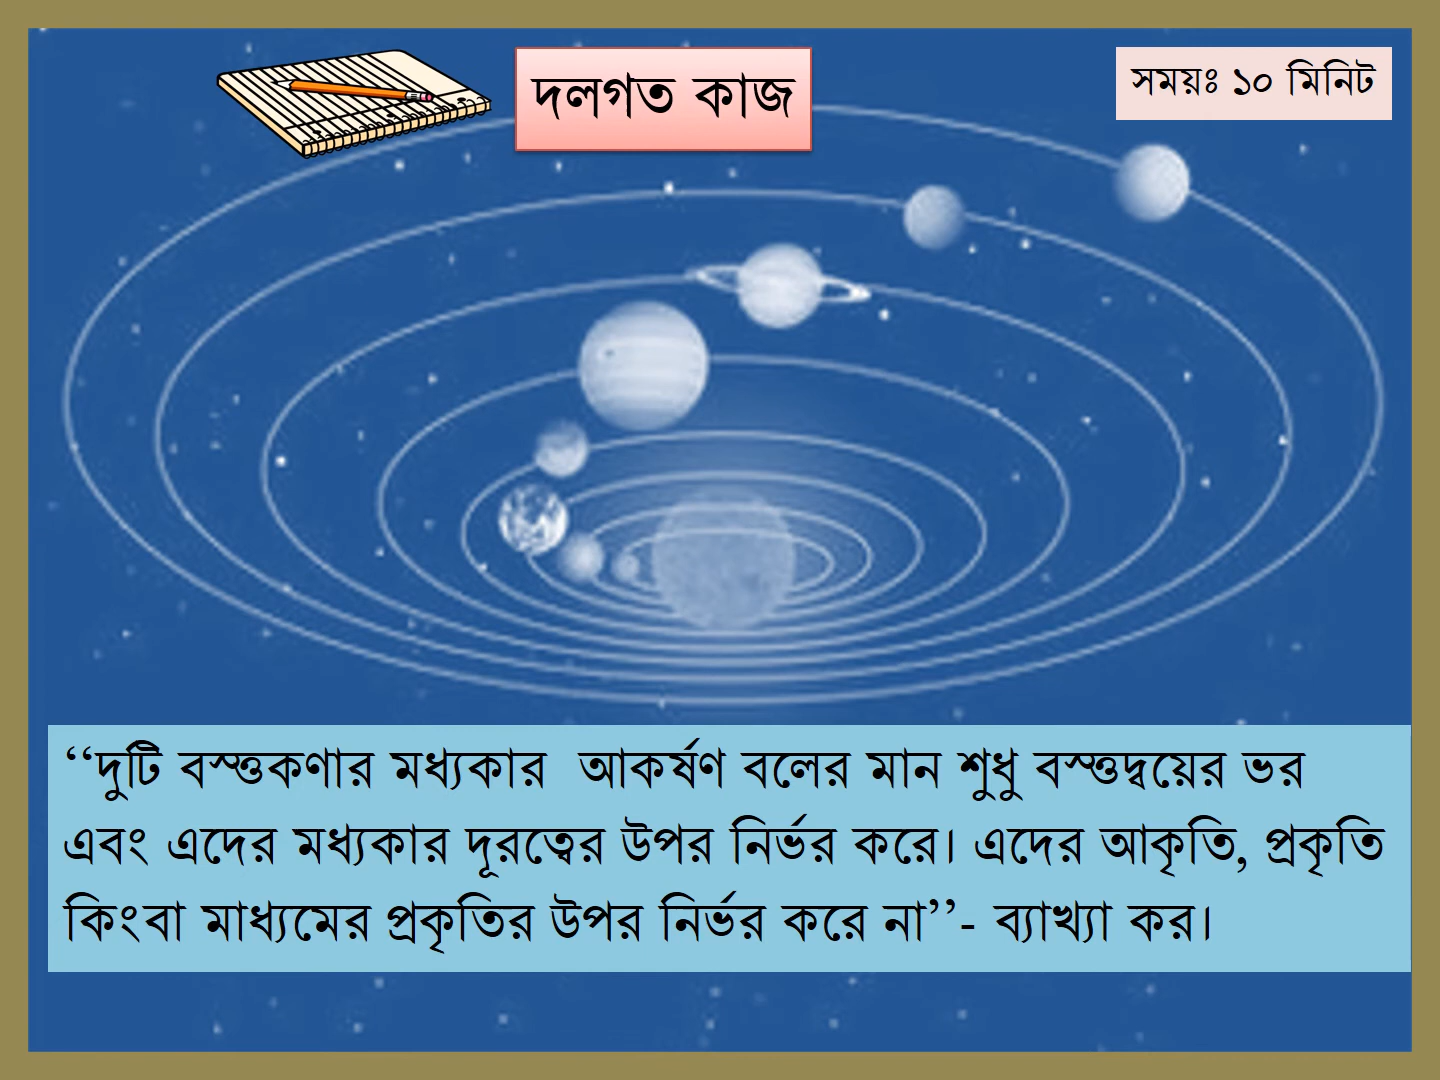 দলগত কাজ
সময়ঃ ১০ মিনিট
‘‘দুটি বস্তুকণার মধ্যকার আকর্ষণ বলের মান শুধু বস্তুদ্বয়ের ভর
এবং এদের মধ্যকার দূরত্বের উপর নির্ভর করে। এদের আকৃতি, প্রকৃতি
কিংবা মাধ্যমের প্রকৃতির উপর নির্ভর করে না’’- ব্যাখ্যা কর।